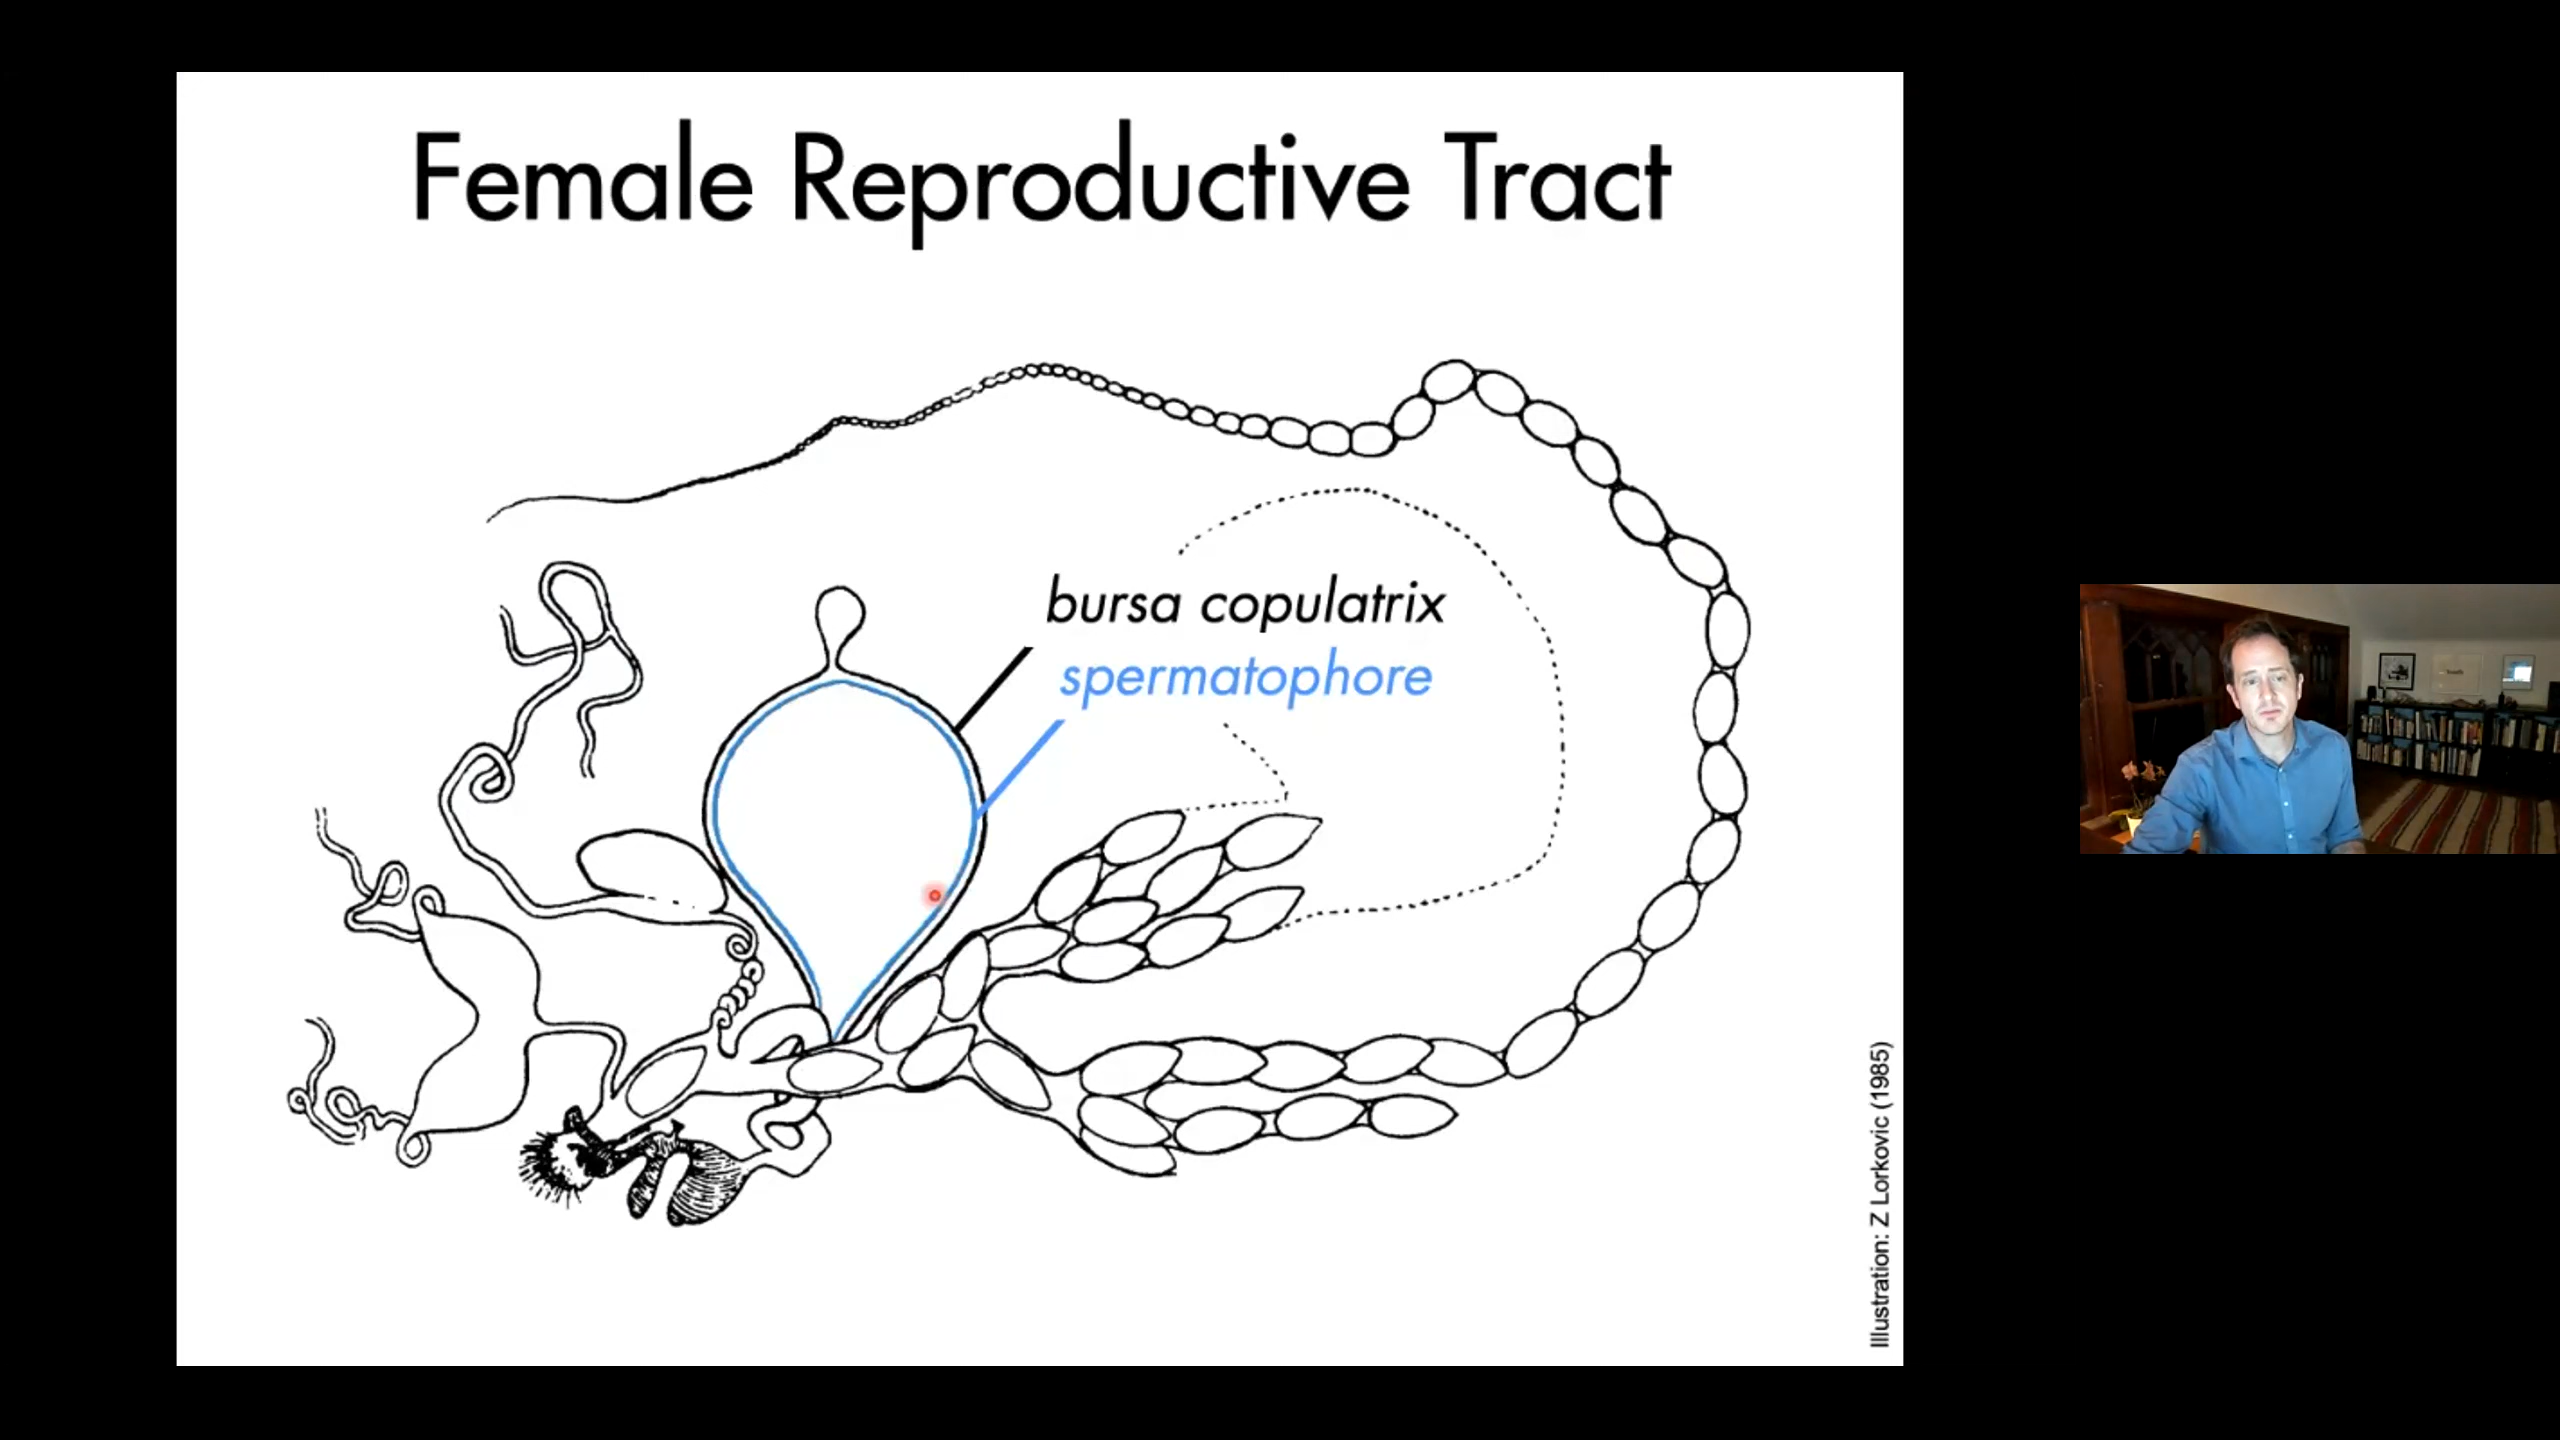 Female Reproductive Tract
bursa copulatrix
spermatophore
Illustration: Z Lorkovic (1985)